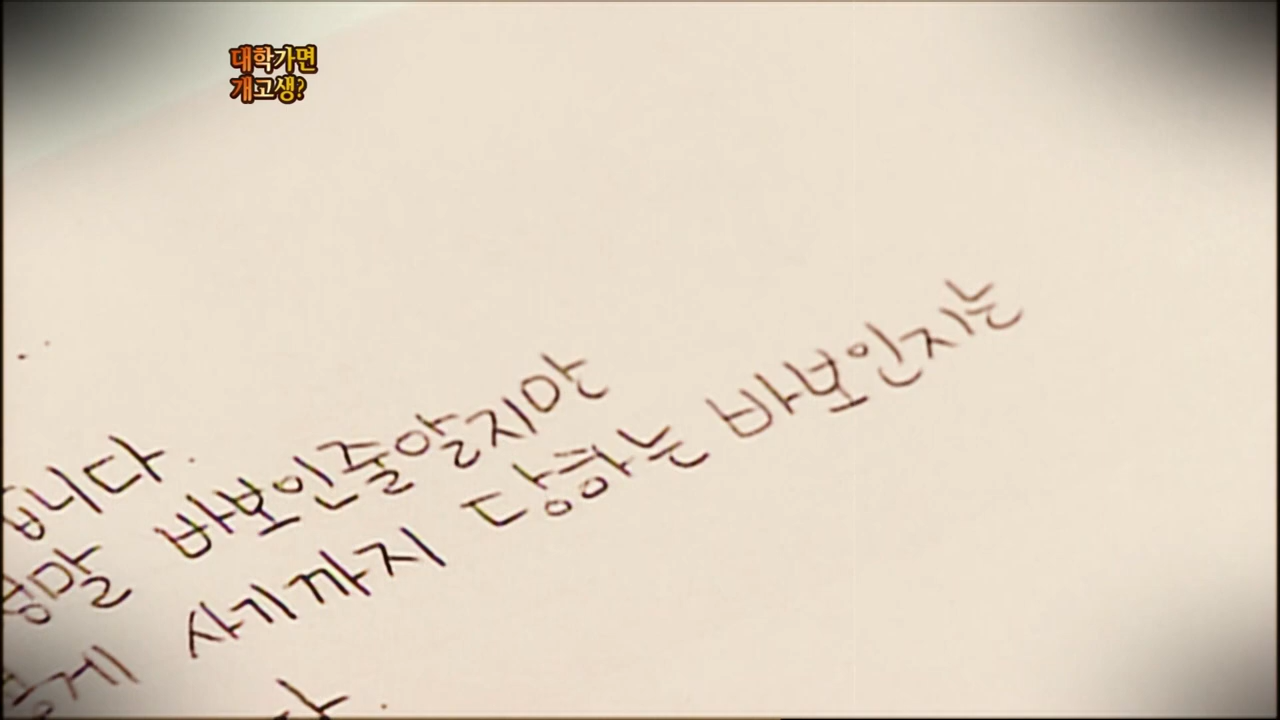 대학가면
개고생?
니다.
정말 바보인줄알지만
사기까지 당하는 바보인지는